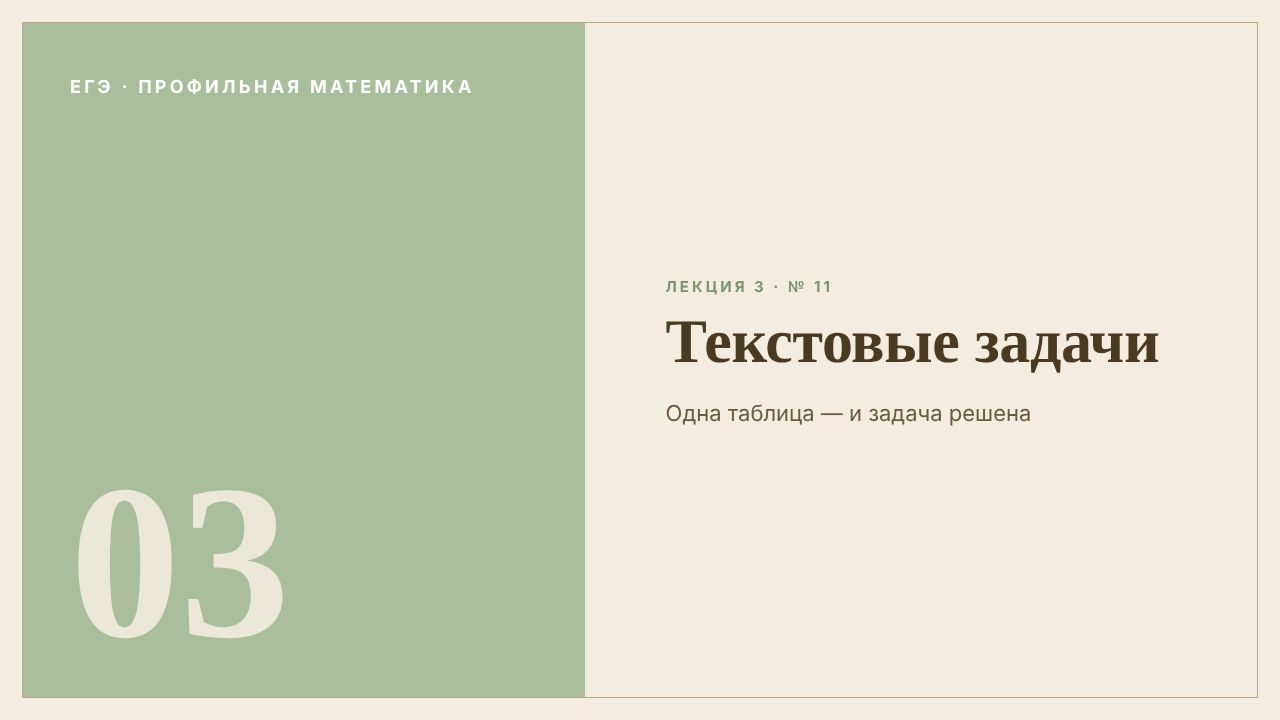 ЕГЭ · ПРОФИЛЬНАЯ МАТЕМАТИКА
03
ЛЕКЦИЯ 3 · № 11
Текстовые задачи
Одна таблица — и задача решена